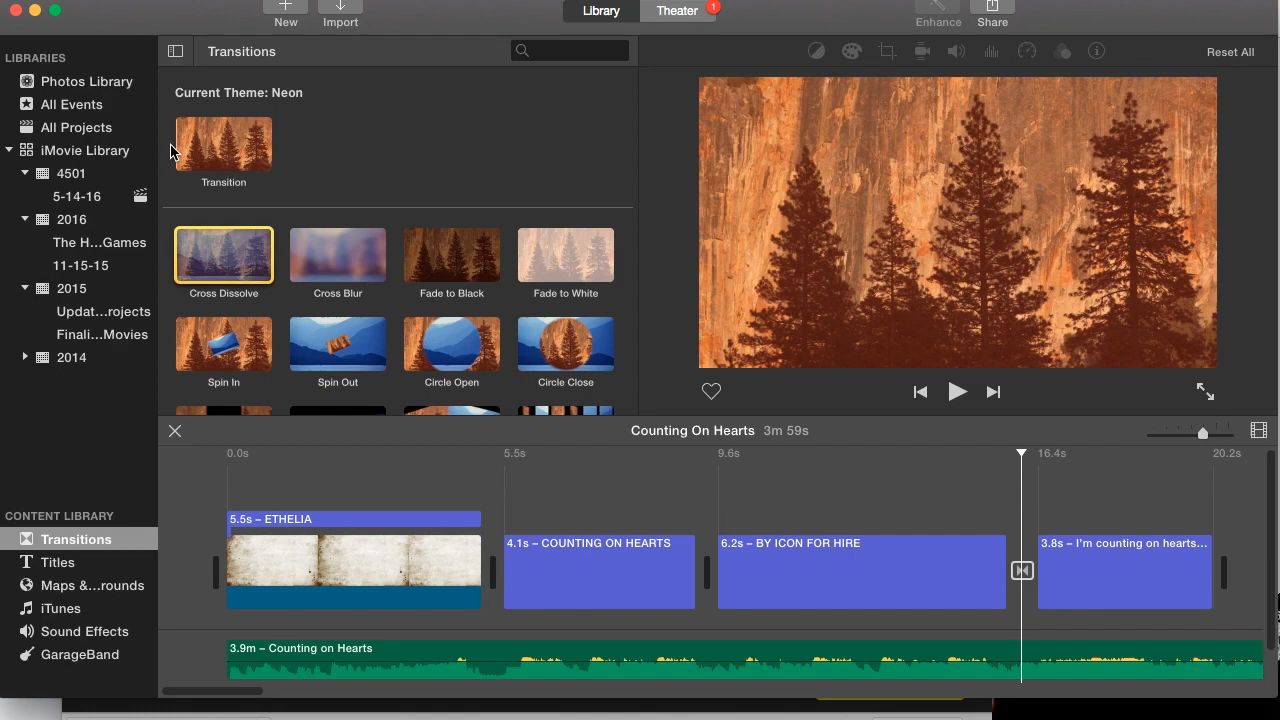 New
Import
Library
Theater
1
Enhance
Share
LIBRARIES
Photos Library
All Events
All Projects
iMovie Library
4501
5-14-16
2016
The H...Games
11-15-15
2015
Updat...rojects
Finali...Movies
2014
CONTENT LIBRARY
Transitions
Titles
Maps &...rounds
iTunes
Sound Effects
GarageBand
Transitions
Current Theme: Neon
Transition
Cross Dissolve
Cross Blur
Fade to Black
Fade to White
Spin In
Spin Out
Circle Open
Circle Close
Reset All
Counting On Hearts 3m 59s
0.0s
5.5s
9.6s
16.4s
20.2s
5.5s – ETHELIA
4.1s – COUNTING ON HEARTS
6.2s – BY ICON FOR HIRE
3.8s – I'm counting on hearts...
3.9m – Counting on Hearts